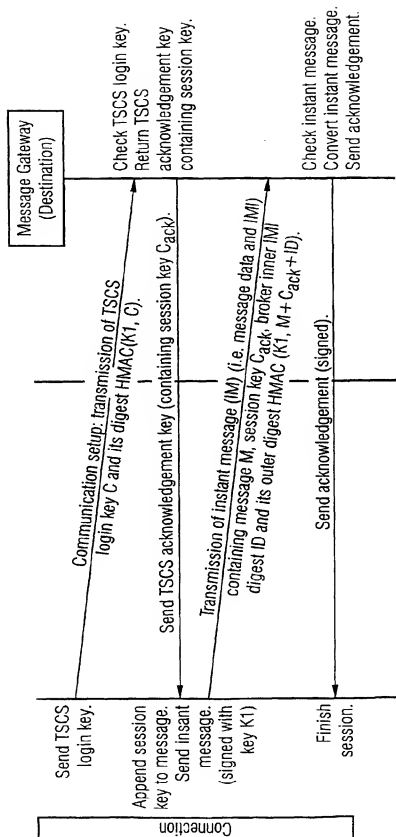 Message Gateway
(Destination)
Send TSCS
login key.
Communication setup: transmission of TSCS
login key C and its digest HMAC(K1, C).
Check TSCS login key.
Return TSCS
acknowledgement key
containing session key.
Send TSCS acknowledgement key (containing session key Cack).
Append session
key to message.
Send insant
message.
(signed with
key K1)
Transmission of instant message (IM) (i.e. message data and IMI)
containing message M, session key Cack, broker inner IMI
digest ID and its outer digest HMAC (K1, M+Cack+ID).
Check instant message.
Convert instant message.
Send acknowledgement.
Send acknowledgement (signed).
Finish
session.
Connection